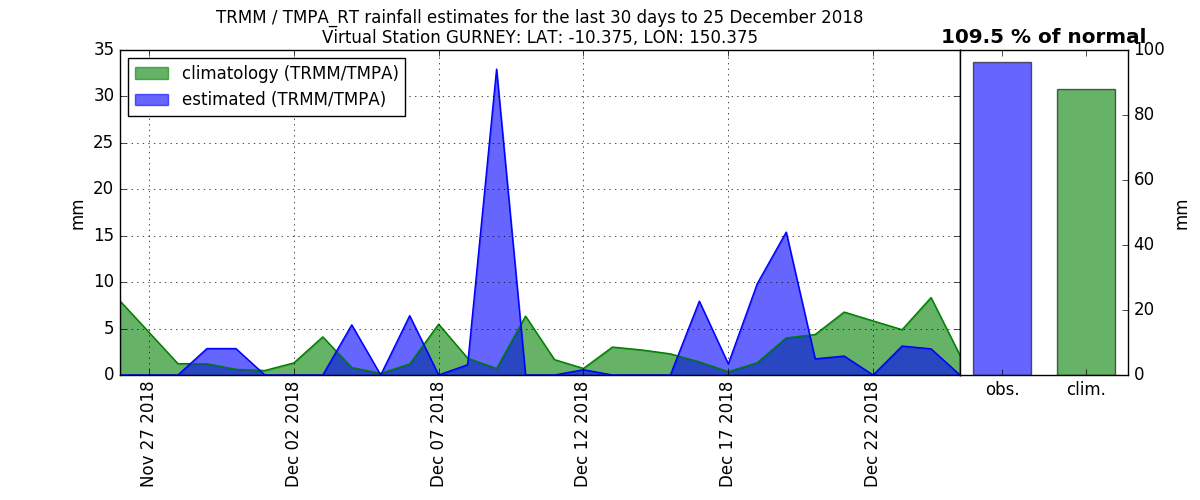 TRMM / TMPA_RT rainfall estimates for the last 30 days to 25 December 2018
Virtual Station GURNEY: LAT: -10.375, LON: 150.375
109.5 % of normal
climatology (TRMM/TMPA)
estimated (TRMM/TMPA)
35
30
25
20
15
10
5
0
mm
Nov 27 2018
Dec 02 2018
Dec 07 2018
Dec 12 2018
Dec 17 2018
Dec 22 2018
obs.
clim.
100
80
60
40
20
0
mm